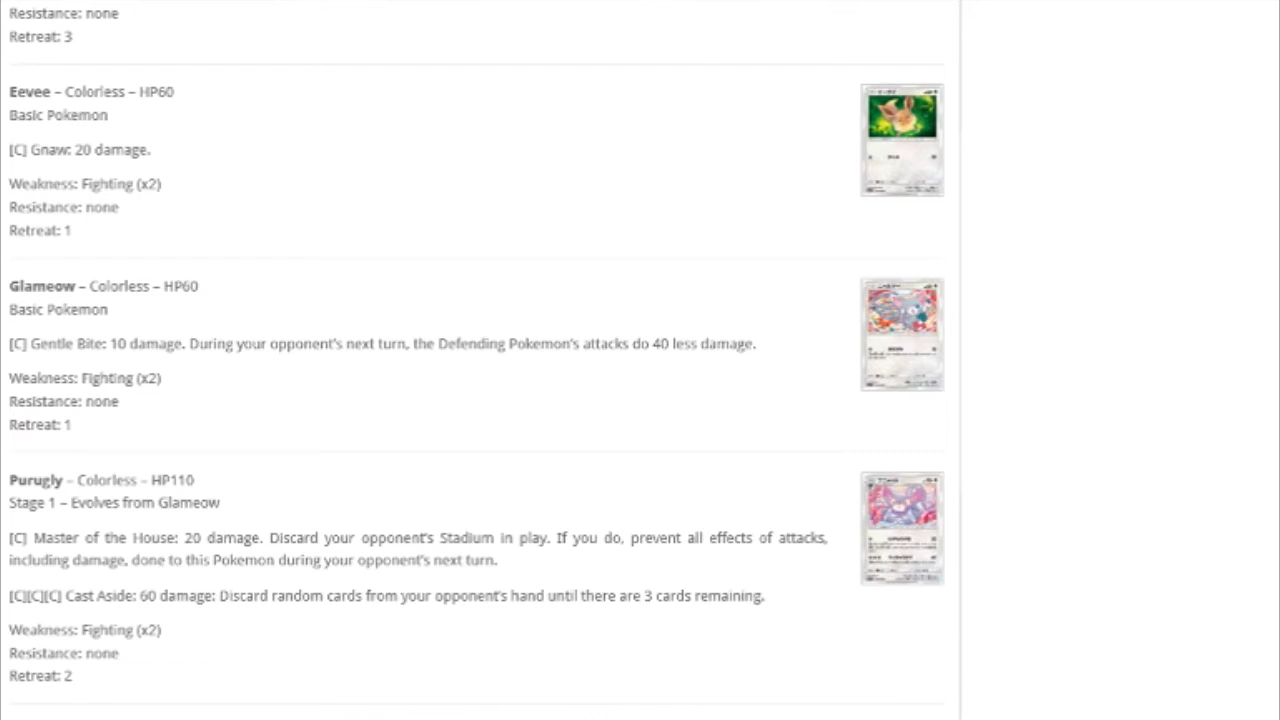 Resistance: none
Retreat: 3
Eevee – Colorless – HP60
Basic Pokemon
[C] Gnaw: 20 damage.
Weakness: Fighting (x2)
Resistance: none
Retreat: 1
Glameow – Colorless – HP60
Basic Pokemon
[C] Gentle Bite: 10 damage. During your opponent's next turn, the Defending Pokemon's attacks do 40 less damage.
Weakness: Fighting (x2)
Resistance: none
Retreat: 1
Purugly – Colorless – HP110
Stage 1 – Evolves from Glameow
[C] Master of the House: 20 damage. Discard your opponent's Stadium in play. If you do, prevent all effects of attacks,
including damage, done to this Pokemon during your opponent's next turn.
[C][C][C] Cast Aside: 60 damage: Discard random cards from your opponent's hand until there are 3 cards remaining.
Weakness: Fighting (x2)
Resistance: none
Retreat: 2